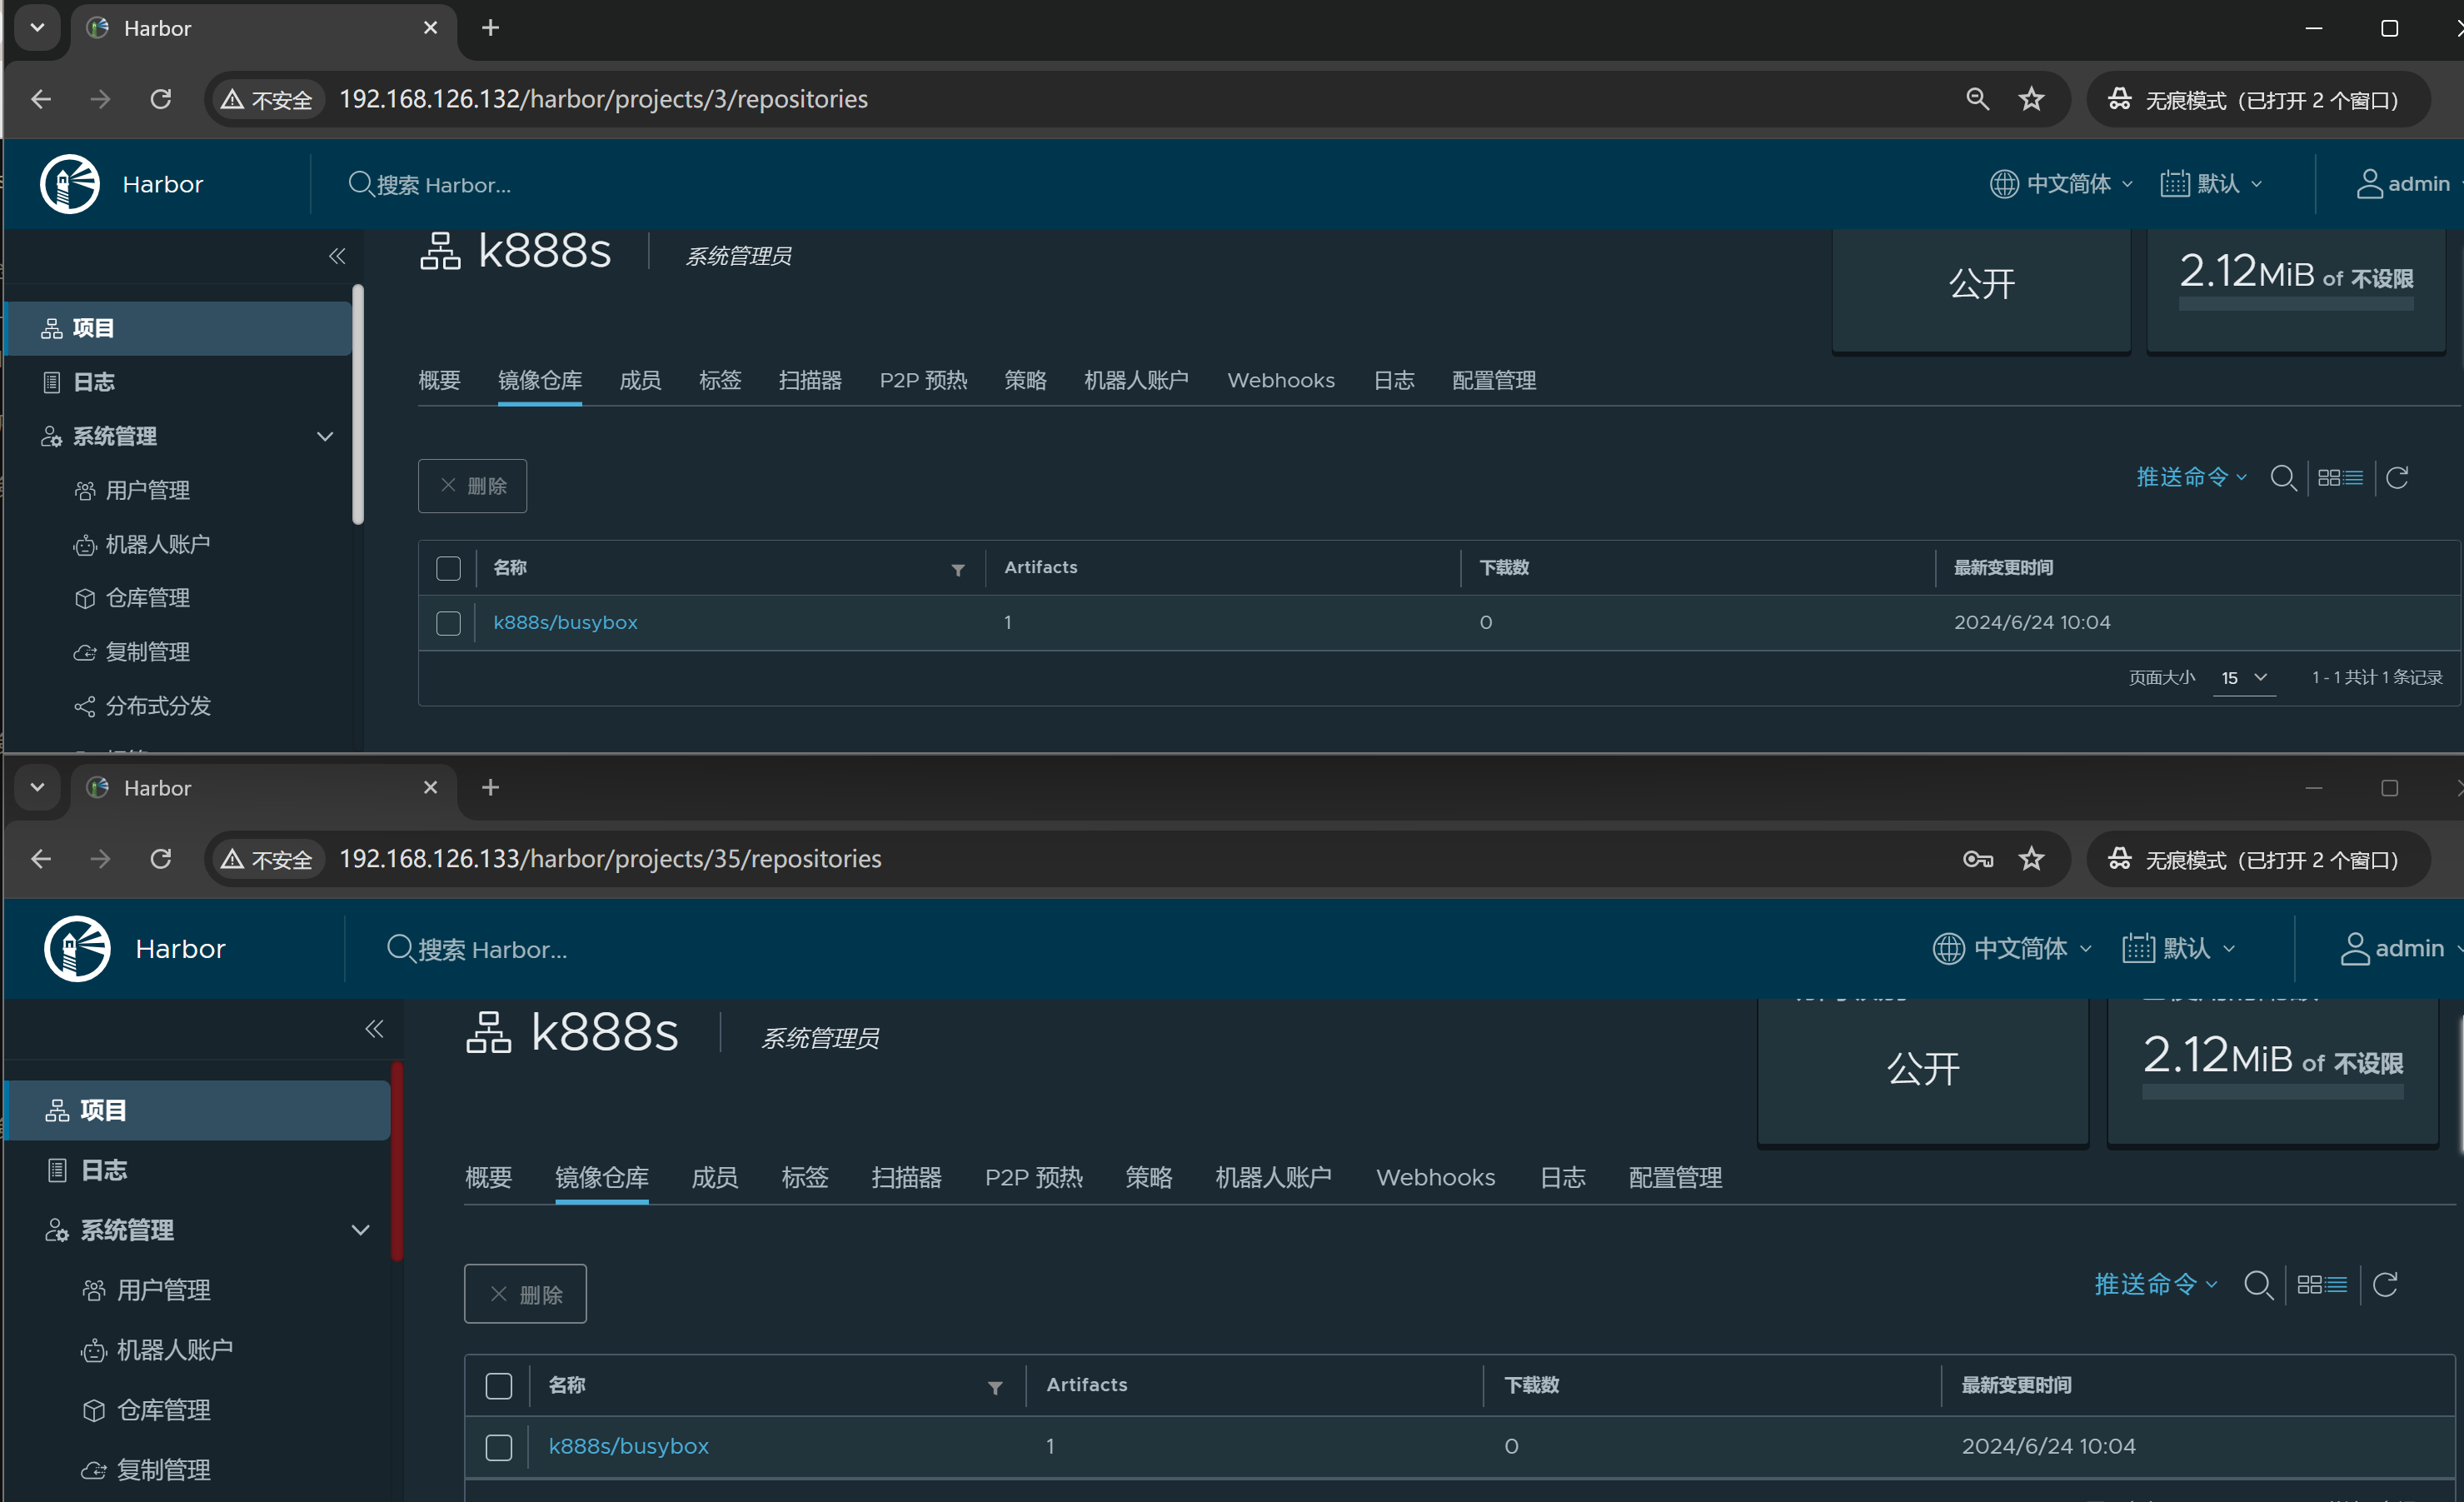 Harbor
不安全 192.168.126.132/harbor/projects/3/repositories 无痕模式（已打开 2 个窗口）
Harbor 搜索 Harbor... 中文简体 默认 admin
k888s 系统管理员 公开 2.12MiB of 不设限
项目
日志
系统管理
用户管理
机器人账户
仓库管理
复制管理
分布式分发
概要 镜像仓库 成员 标签 扫描器 P2P 预热 策略 机器人账户 Webhooks 日志 配置管理
删除 推送命令
名称 Artifacts 下载数 最新变更时间
k888s/busybox 1 0 2024/6/24 10:04
页面大小 15 1 - 1 共计 1 条记录
Harbor
不安全 192.168.126.133/harbor/projects/35/repositories 无痕模式（已打开 2 个窗口）
Harbor 搜索 Harbor... 中文简体 默认 admin
k888s 系统管理员 公开 2.12MiB of 不设限
项目
日志
系统管理
用户管理
机器人账户
仓库管理
复制管理
概要 镜像仓库 成员 标签 扫描器 P2P 预热 策略 机器人账户 Webhooks 日志 配置管理
删除 推送命令
名称 Artifacts 下载数 最新变更时间
k888s/busybox 1 0 2024/6/24 10:04